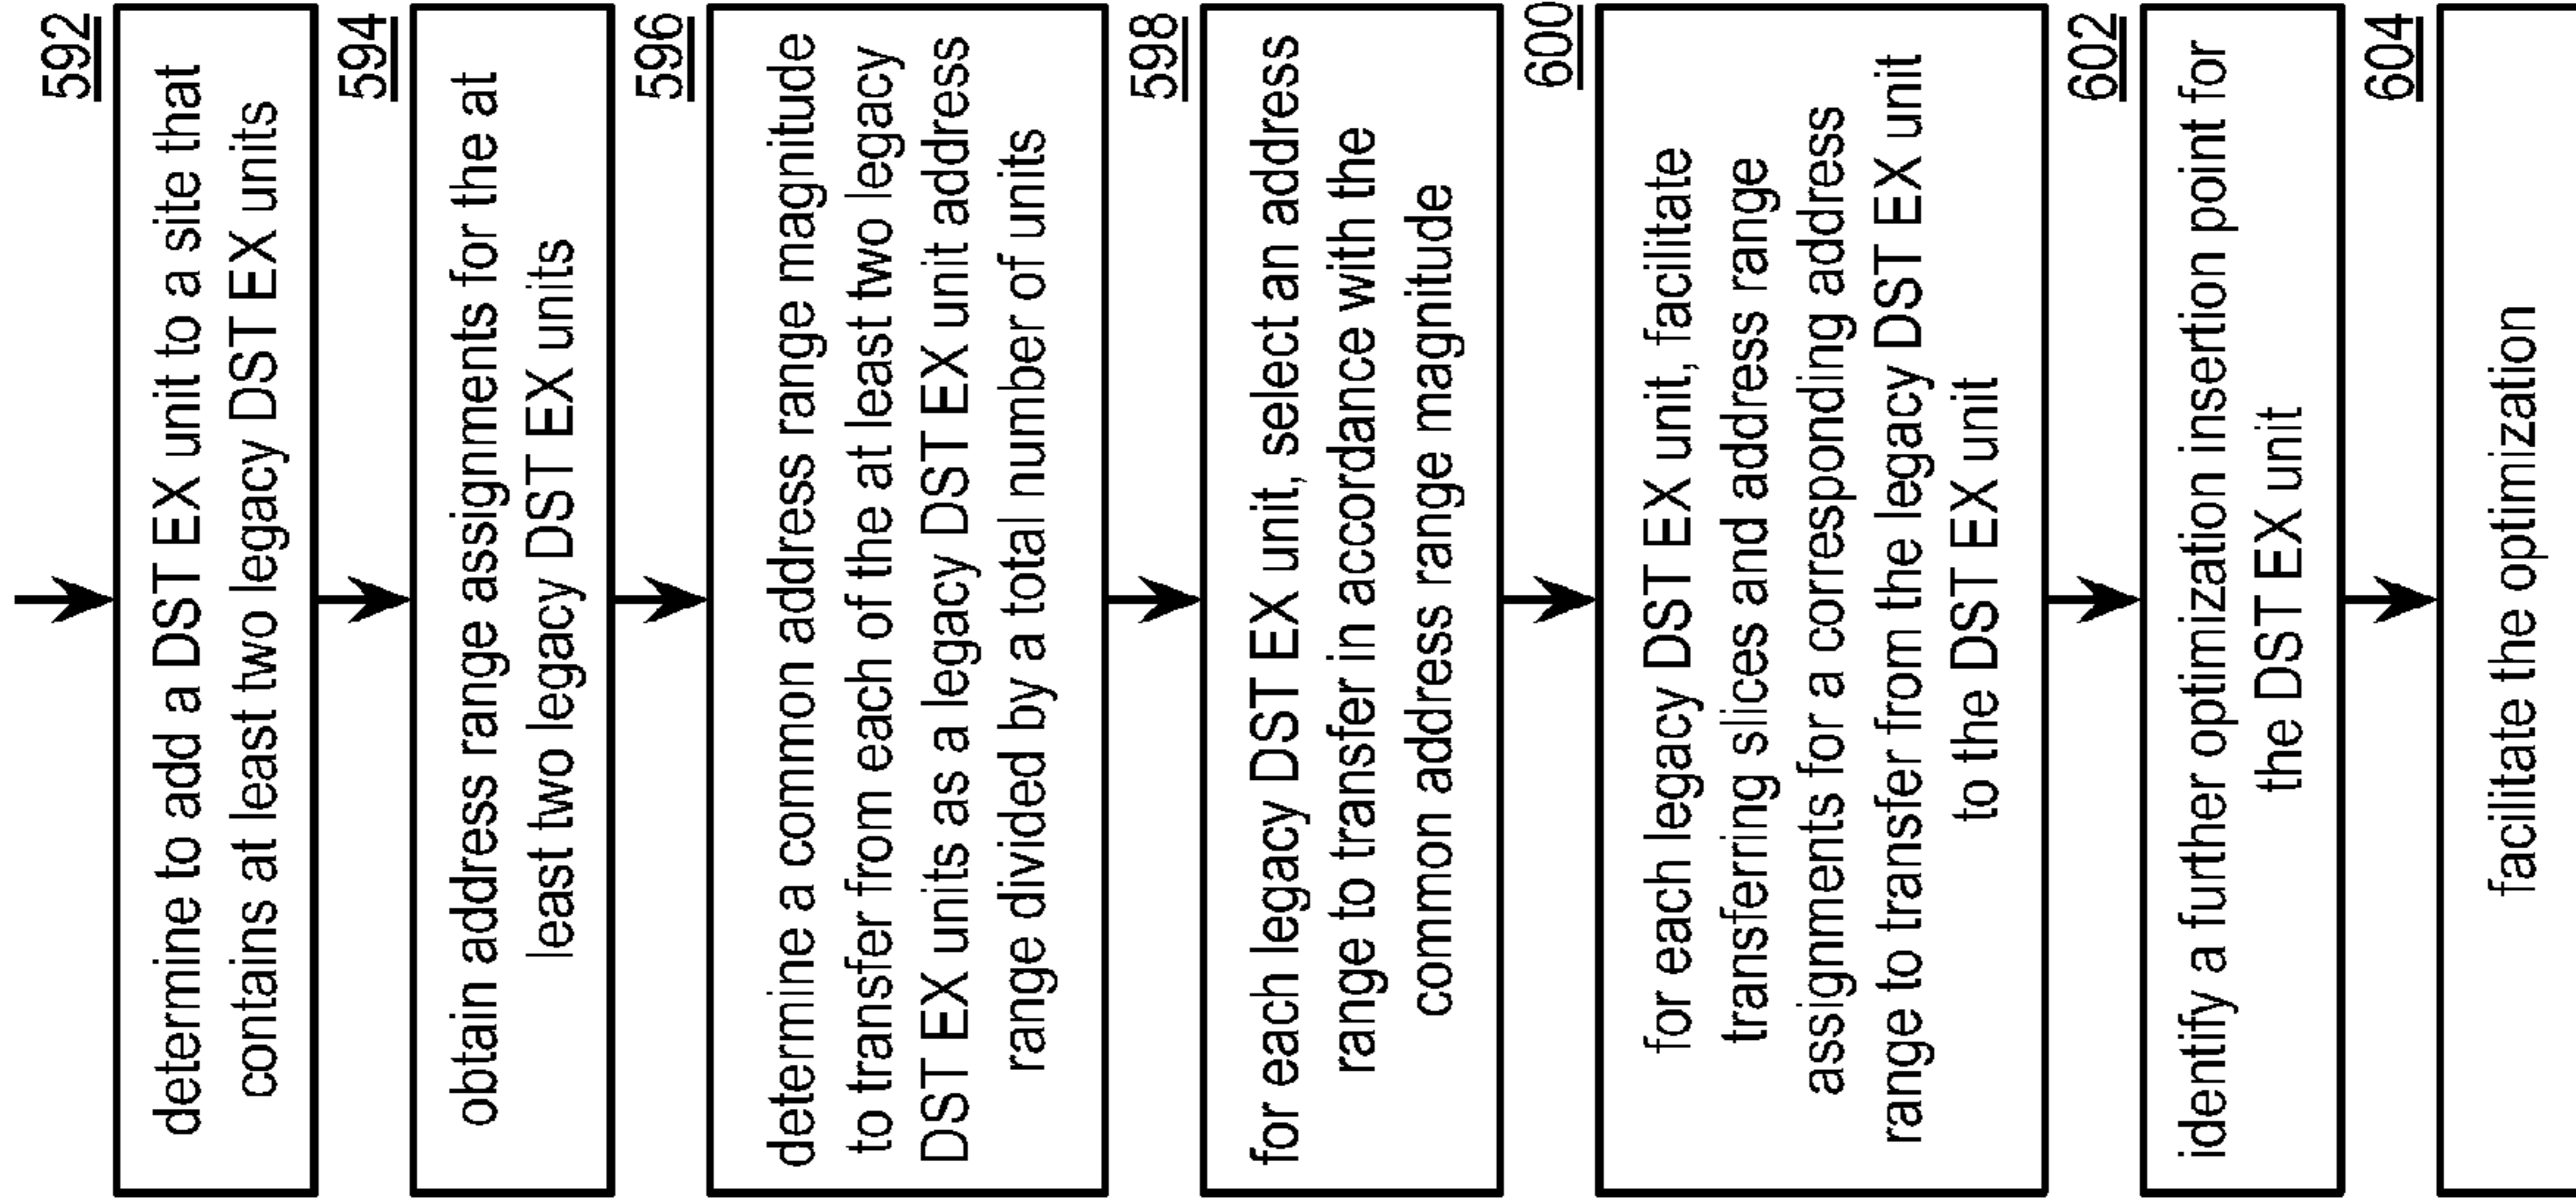 592
determine to add a DST EX unit to a site that
contains at least two legacy DST EX units
594
obtain address range assignments for the at
least two legacy DST EX units
596
determine a common address range magnitude
to transfer from each of the at least two legacy
DST EX units as a legacy DST EX unit address
range divided by a total number of units
598
for each legacy DST EX unit, select an address
range to transfer in accordance with the
common address range magnitude
600
for each legacy DST EX unit, facilitate
transferring slices and address range
assignments for a corresponding address
range to transfer from the legacy DST EX unit
to the DST EX unit
602
identify a further optimization insertion point for
the DST EX unit
604
facilitate the optimization